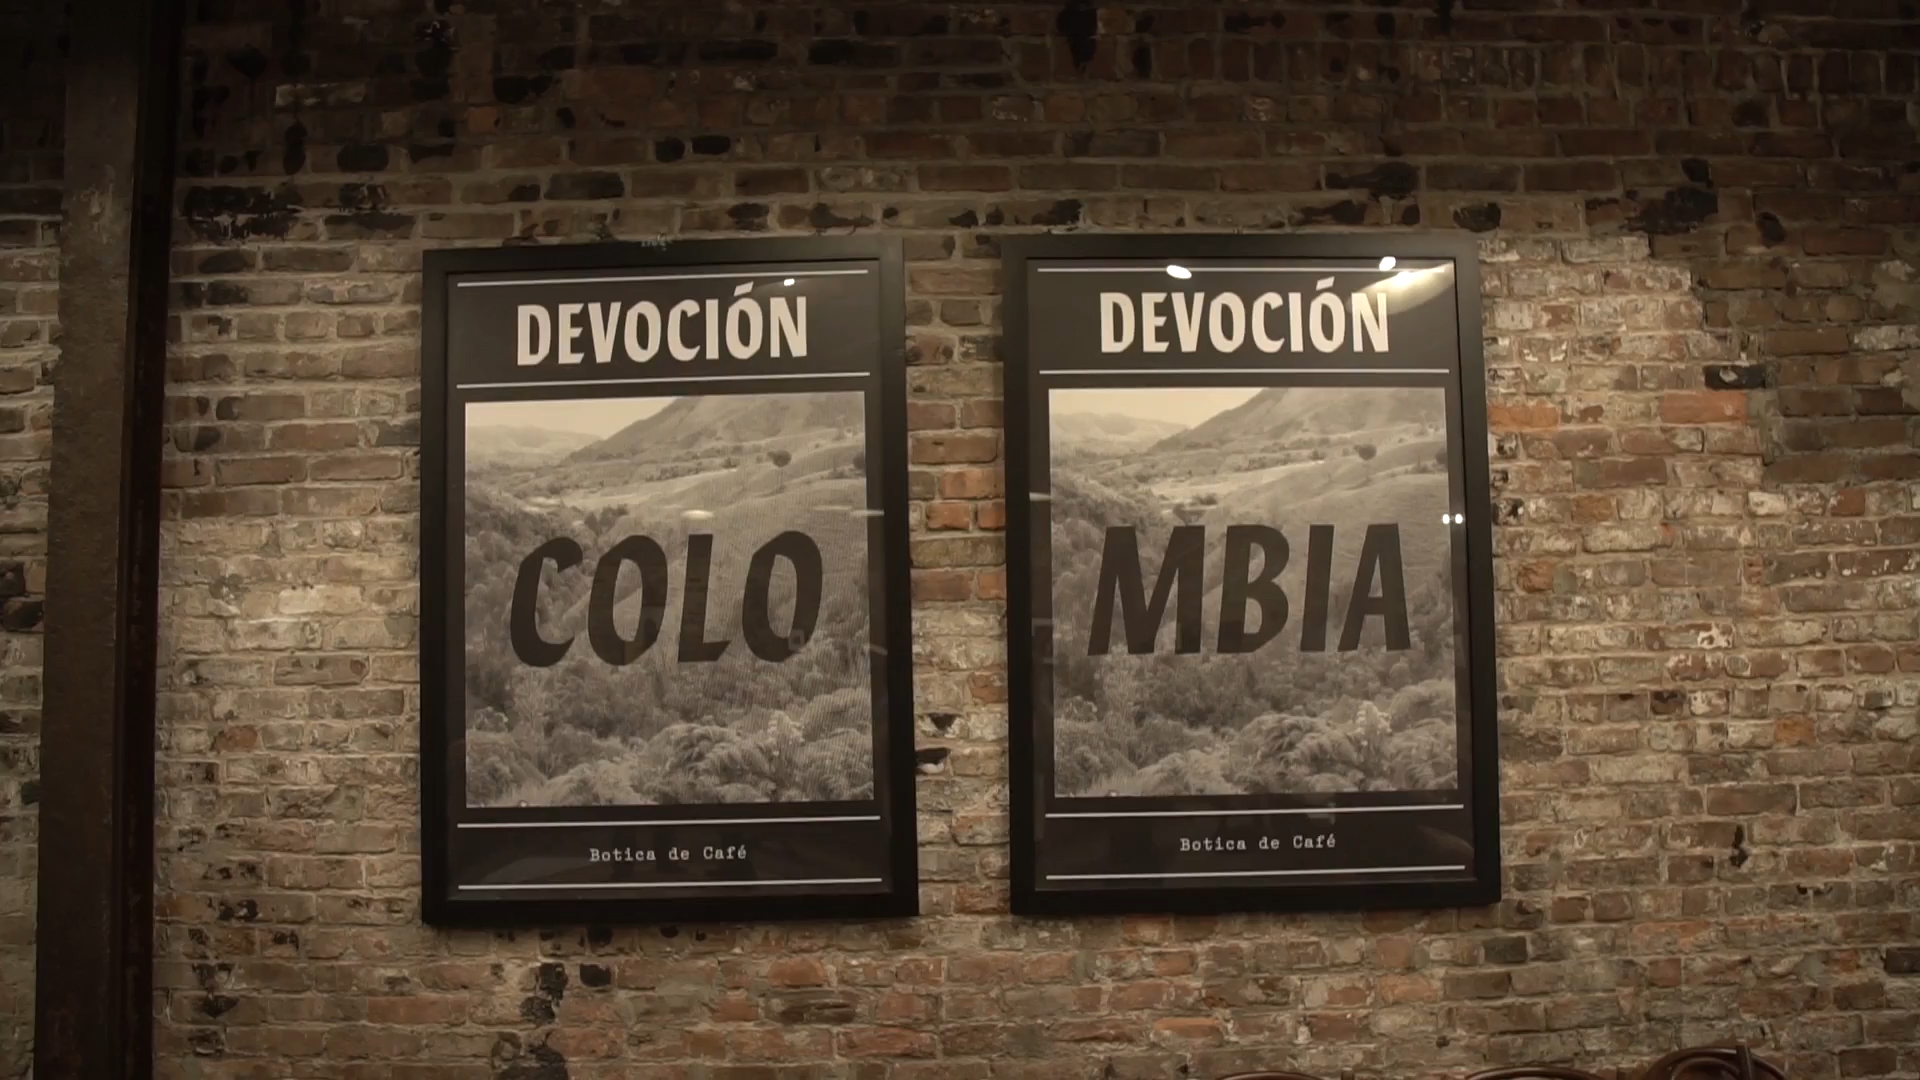 DEVOCIÓN
COLO
Botica de Café
DEVOCIÓN
MBIA
Botica de Café